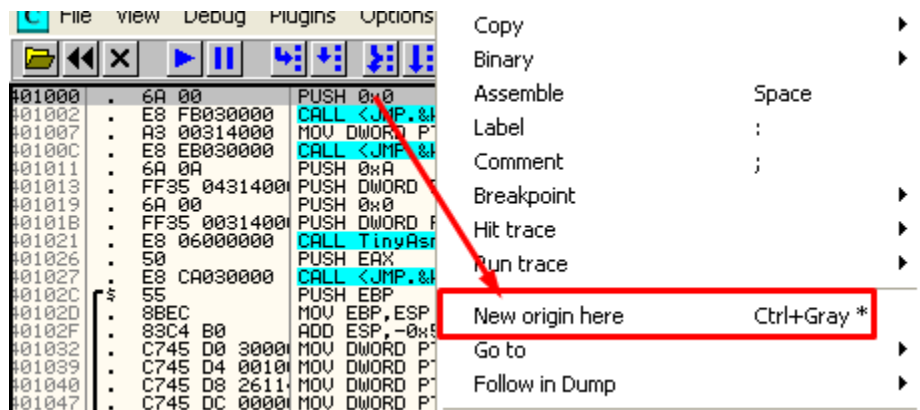 C File View Debug Plugins Options
401000 . 6A 00 PUSH 0x0
401002 . E8 FB030000 CALL <JMP.&
401007 . A3 00314000 MOV DWORD PT
40100C . E8 EB030000 CALL <JMP.&
401011 . 6A 0A PUSH 0xA
401013 . FF35 0431400 PUSH DWORD
401019 . 6A 00 PUSH 0x0
40101B . FF35 0031400 PUSH DWORD P
401021 . E8 06000000 CALL TinyAsm
401026 . 50 PUSH EAX
401027 . E8 CA030000 CALL <JMP.&
40102C $ 55 PUSH EBP
40102D . 8BEC MOV EBP,ESP
40102F . 83C4 B0 ADD ESP,-0x5
401032 . C745 D0 3000 MOV DWORD PT
401039 . C745 D4 0010 MOV DWORD PT
401040 . C745 D8 2611 MOV DWORD PT
401047 . C745 DC 0000 MOV DWORD PT
Copy
Binary
Assemble Space
Label :
Comment ;
Breakpoint
Hit trace
Run trace
New origin here Ctrl+Gray *
Go to
Follow in Dump